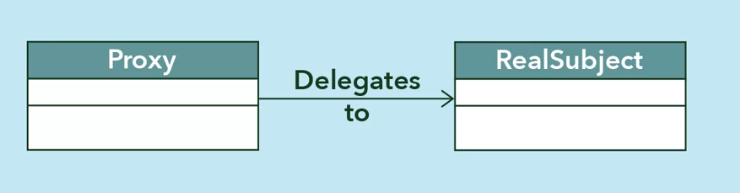 Proxy
Delegates
to
RealSubject